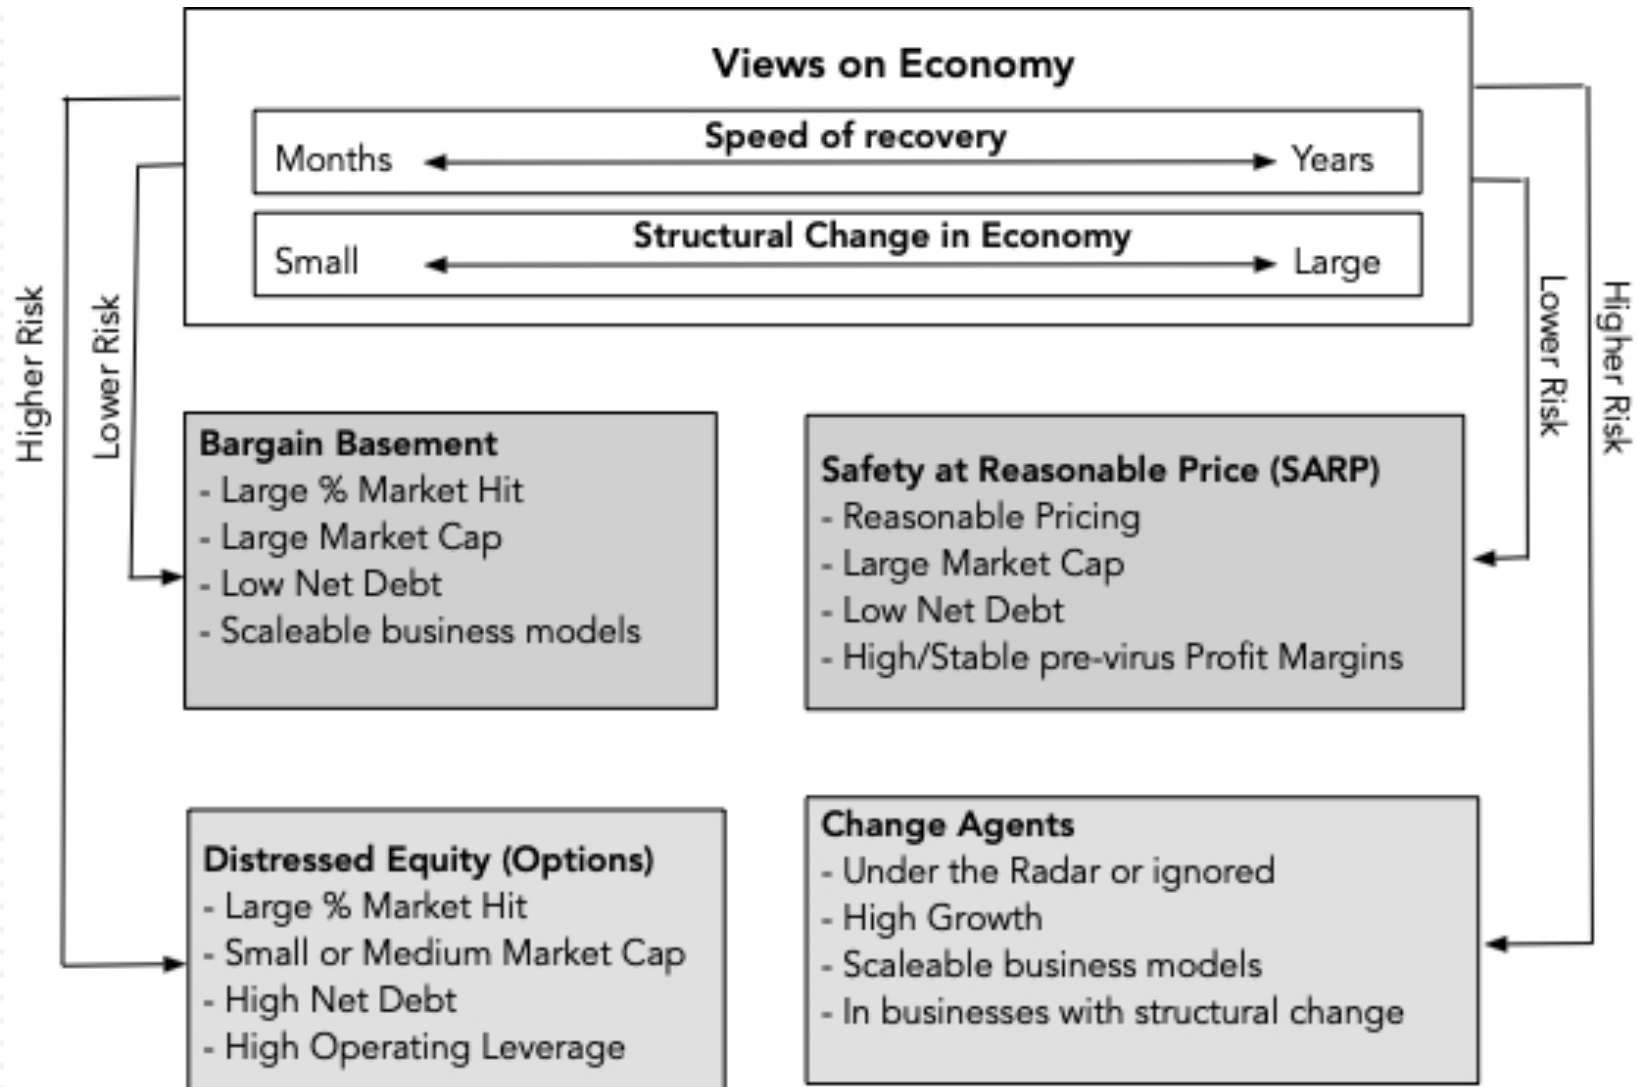 Views on Economy
Speed of recovery
Months
Years
Structural Change in Economy
Small
Large
Higher Risk
Lower Risk
Lower Risk
Higher Risk
Bargain Basement
- Large % Market Hit
- Large Market Cap
- Low Net Debt
- Scaleable business models
Safety at Reasonable Price (SARP)
- Reasonable Pricing
- Large Market Cap
- Low Net Debt
- High/Stable pre-virus Profit Margins
Distressed Equity (Options)
- Large % Market Hit
- Small or Medium Market Cap
- High Net Debt
- High Operating Leverage
Change Agents
- Under the Radar or ignored
- High Growth
- Scaleable business models
- In businesses with structural change